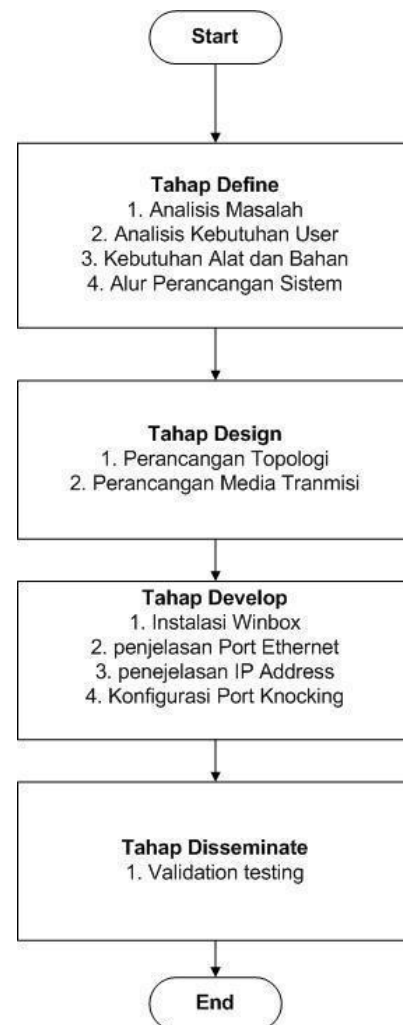 Start
Tahap Define
1. Analisis Masalah
2. Analisis Kebutuhan User
3. Kebutuhan Alat dan Bahan
4. Alur Perancangan Sistem
Tahap Design
1. Perancangan Topologi
2. Perancangan Media Tranmisi
Tahap Develop
1. Instalasi Winbox
2. penjelasan Port Ethernet
3. penejelasan IP Address
4. Konfigurasi Port Knocking
Tahap Disseminate
1. Validation testing
End